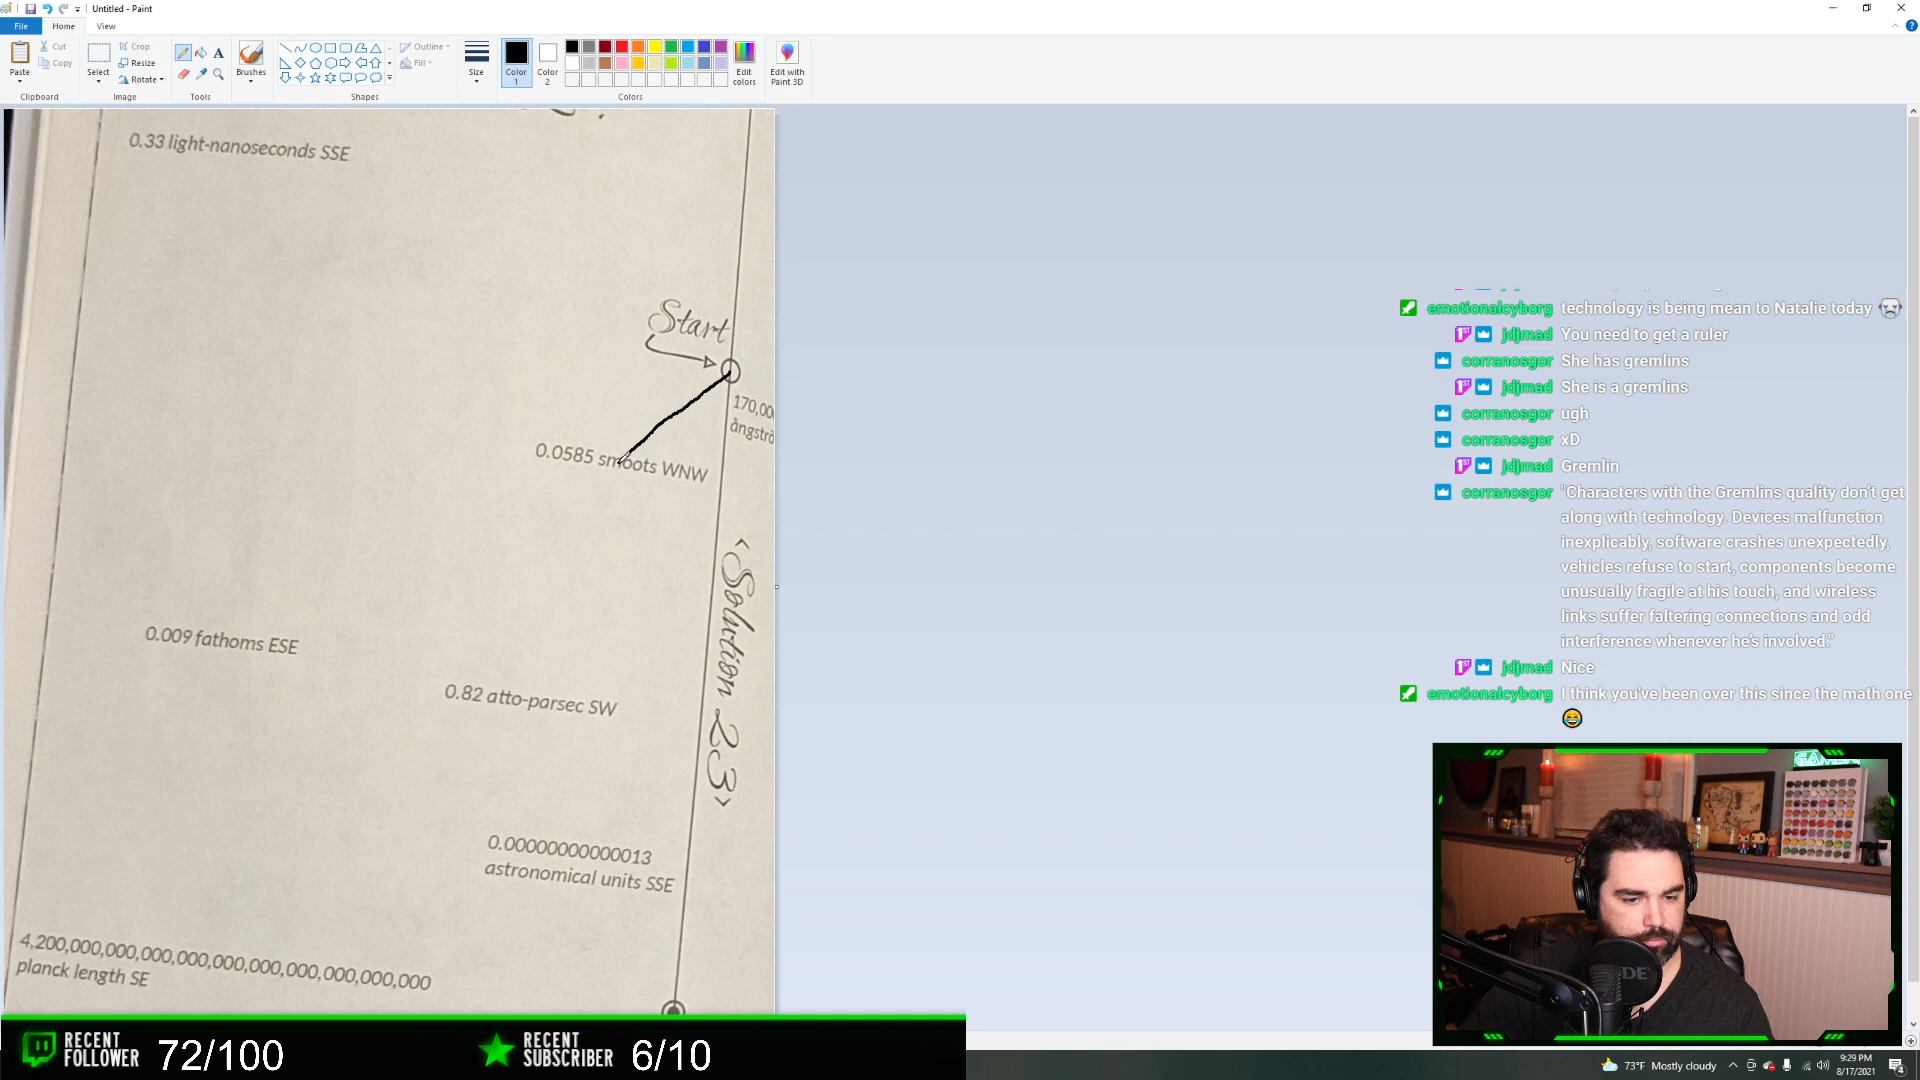 Untitled - Paint
File
Home
View
Paste
Cut
Copy
Clipboard
Select
Crop
Resize
Rotate
Image
Tools
Brushes
Outline
Fill
Shapes
Size
Color 1
Color 2
Edit colors
Edit with Paint 3D
Colors
0.33 light-nanoseconds SSE
Start
170,00
ångströ
0.0585 smoots WNW
<Solution 23>
0.009 fathoms ESE
0.82 atto-parsec SW
0.00000000000013
astronomical units SSE
4,200,000,000,000,000,000,000,000,000,000,000
planck length SE
emotionalcyborg technology is being mean to Natalie today
jdjmad You need to get a ruler
corranosgor She has gremlins
jdjmad She is a gremlins
corranosgor ugh
corranosgor xD
jdjmad Gremlin
corranosgor "Characters with the Gremlins quality don't get
along with technology. Devices malfunction
inexplicably, software crashes unexpectedly,
vehicles refuse to start, components become
unusually fragile at his touch, and wireless
links suffer faltering connections and odd
interference whenever he's involved."
jdjmad Nice
emotionalcyborg I think you've been over this since the math one
RECENT FOLLOWER 72/100
RECENT SUBSCRIBER 6/10
73°F Mostly cloudy
9:29 PM
8/17/2021